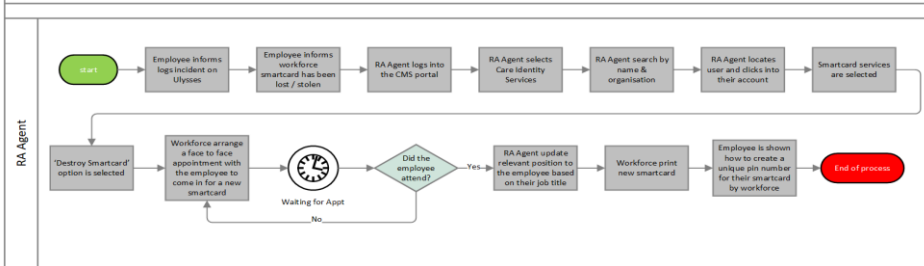 RA Agent
start
Employee informs
logs incident on
Ulysses
Employee informs
workforce
smartcard has been
lost / stolen
RA Agent logs into
the CMS portal
RA Agent selects
Care Identity
Services
RA Agent search by
name &
organisation
RA Agent locates
user and clicks into
their account
Smartcard services
are selected
'Destroy Smartcard'
option is selected
Workforce arrange
a face to face
appointment with
the employee to
come in for a new
smartcard
Waiting for Appt
Did the
employee
attend?
Yes
No
RA Agent update
relevant position to
the employee based
on their job title
Workforce print
new smartcard
Employee is shown
how to create a
unique pin number
for their smartcard
by workforce
End of process